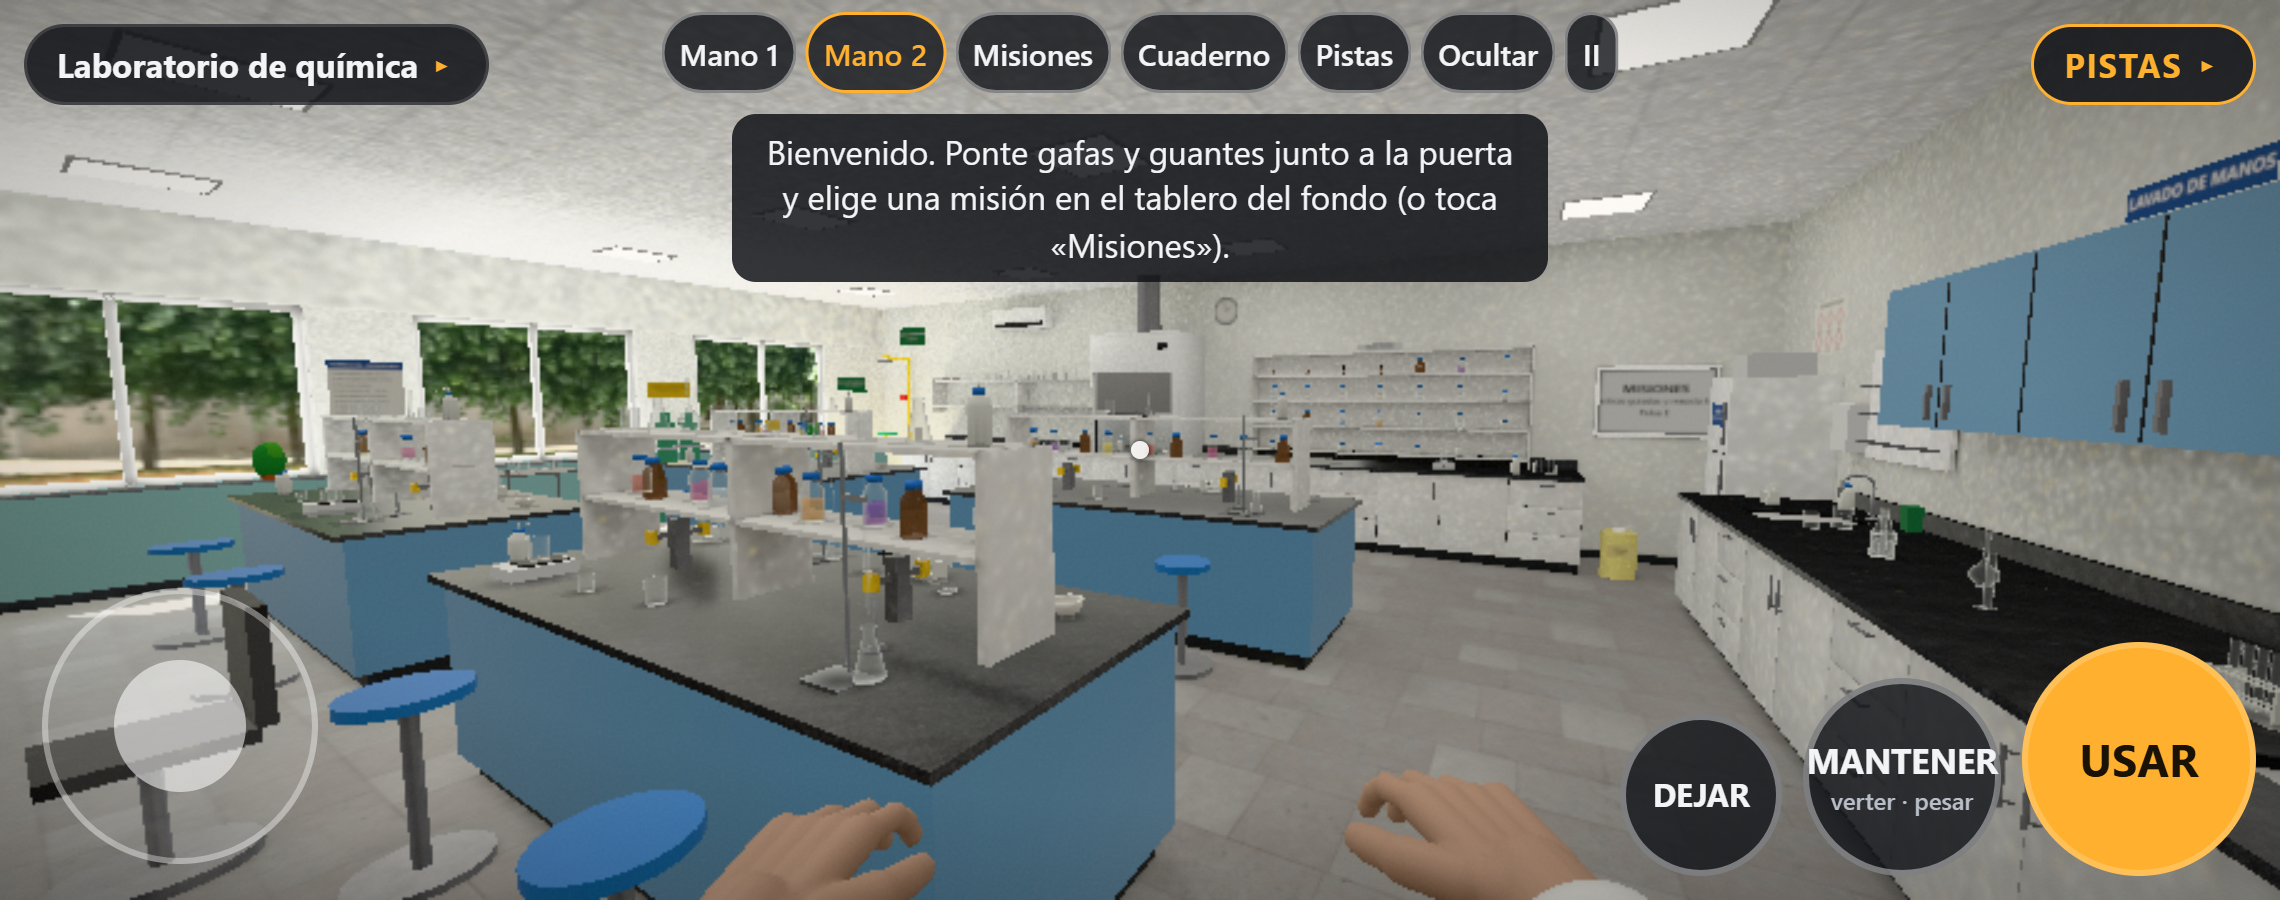 Laboratorio de química ▸
Mano 1
Mano 2
Misiones
Cuaderno
Pistas
Ocultar
II
PISTAS ▸
Bienvenido. Ponte gafas y guantes junto a la puerta
y elige una misión en el tablero del fondo (o toca
«Misiones»).
LAVADO DE MANOS
MISIONES
DEJAR
MANTENER
verter · pesar
USAR